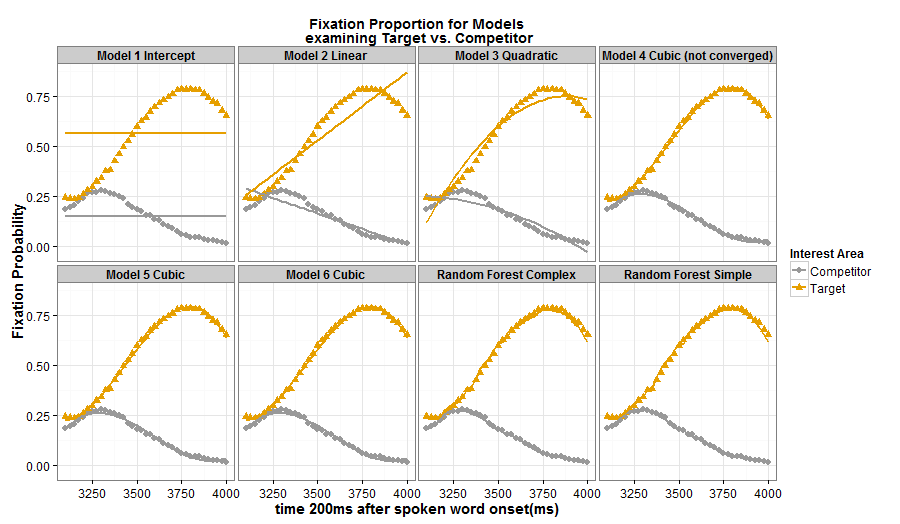 Fixation Proportion for Models
examining Target vs. Competitor
Model 1 Intercept
Model 2 Linear
Model 3 Quadratic
Model 4 Cubic (not converged)
0.75
0.50
0.25
0.00
Model 5 Cubic
Model 6 Cubic
Random Forest Complex
Random Forest Simple
0.75
0.50
0.25
0.00
3250 3500 3750 4000
3250 3500 3750 4000
3250 3500 3750 4000
3250 3500 3750 4000
time 200ms after spoken word onset(ms)
Fixation Probability
Interest Area
Competitor
Target